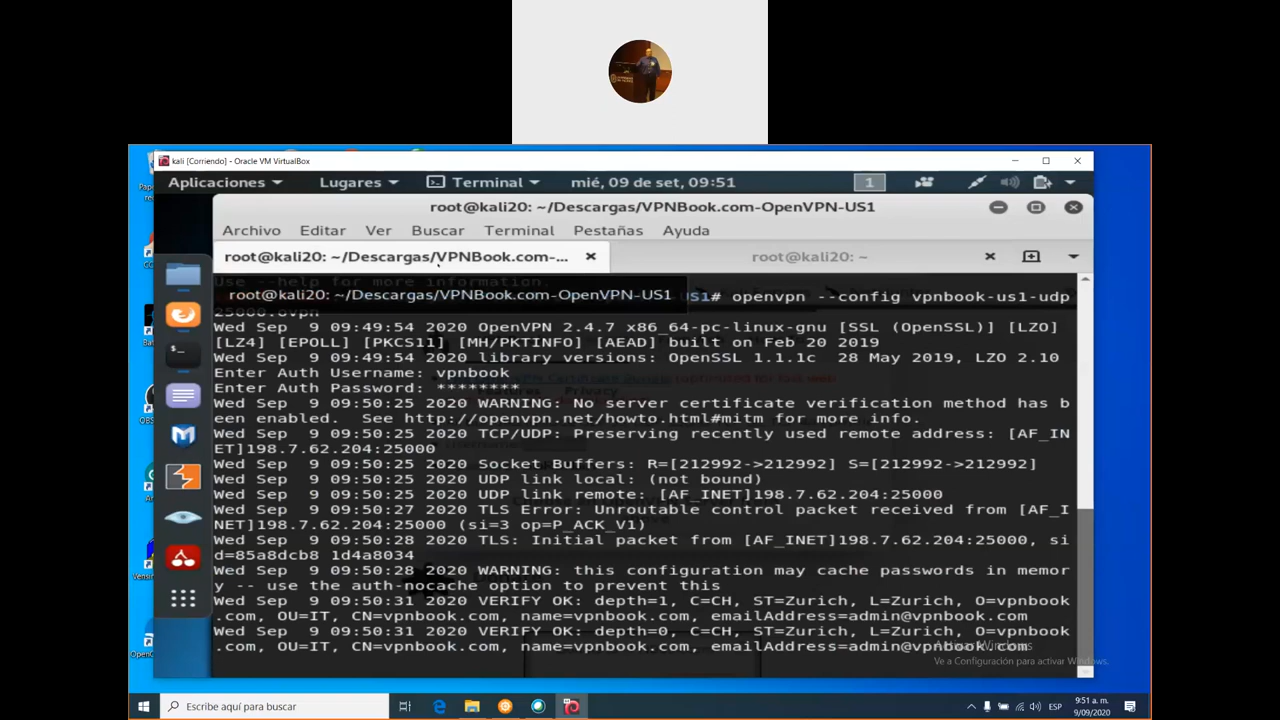 kali [Corriendo] - Oracle VM VirtualBox
Aplicaciones Lugares Terminal mié, 09 de set, 09:51 1
root@kali20: ~/Descargas/VPNBook.com-OpenVPN-US1
Archivo Editar Ver Buscar Terminal Pestañas Ayuda
root@kali20: ~/Descargas/VPNBook.com-... root@kali20: ~
Use --help for more information.
root@kali20: ~/Descargas/VPNBook.com-OpenVPN-US1
US1# openvpn --config vpnbook-us1-udp
25000.ovpn
Wed Sep  9 09:49:54 2020 OpenVPN 2.4.7 x86_64-pc-linux-gnu [SSL (OpenSSL)] [LZO]
[LZ4] [EPOLL] [PKCS11] [MH/PKTINFO] [AEAD] built on Feb 20 2019
Wed Sep  9 09:49:54 2020 library versions: OpenSSL 1.1.1c  28 May 2019, LZO 2.10
Enter Auth Username: vpnbook
Enter Auth Password: ********
Wed Sep  9 09:50:25 2020 WARNING: No server certificate verification method has b
een enabled.  See http://openvpn.net/howto.html#mitm for more info.
Wed Sep  9 09:50:25 2020 TCP/UDP: Preserving recently used remote address: [AF_IN
ET]198.7.62.204:25000
Wed Sep  9 09:50:25 2020 Socket Buffers: R=[212992->212992] S=[212992->212992]
Wed Sep  9 09:50:25 2020 UDP link local: (not bound)
Wed Sep  9 09:50:25 2020 UDP link remote: [AF_INET]198.7.62.204:25000
Wed Sep  9 09:50:27 2020 TLS Error: Unroutable control packet received from [AF_I
NET]198.7.62.204:25000 (si=3 op=P_ACK_V1)
Wed Sep  9 09:50:28 2020 TLS: Initial packet from [AF_INET]198.7.62.204:25000, si
d=85a8dcb8 1d4a8034
Wed Sep  9 09:50:28 2020 WARNING: this configuration may cache passwords in memor
y -- use the auth-nocache option to prevent this
Wed Sep  9 09:50:31 2020 VERIFY OK: depth=1, C=CH, ST=Zurich, L=Zurich, O=vpnbook
.com, OU=IT, CN=vpnbook.com, name=vpnbook.com, emailAddress=admin@vpnbook.com
Wed Sep  9 09:50:31 2020 VERIFY OK: depth=0, C=CH, ST=Zurich, L=Zurich, O=vpnbook
.com, OU=IT, CN=vpnbook.com, name=vpnbook.com, emailAddress=admin@vpnbook.com
Activar Windows
Ve a Configuración para activar Windows.
Escribe aquí para buscar
ESP
9:51 a. m.
9/09/2020